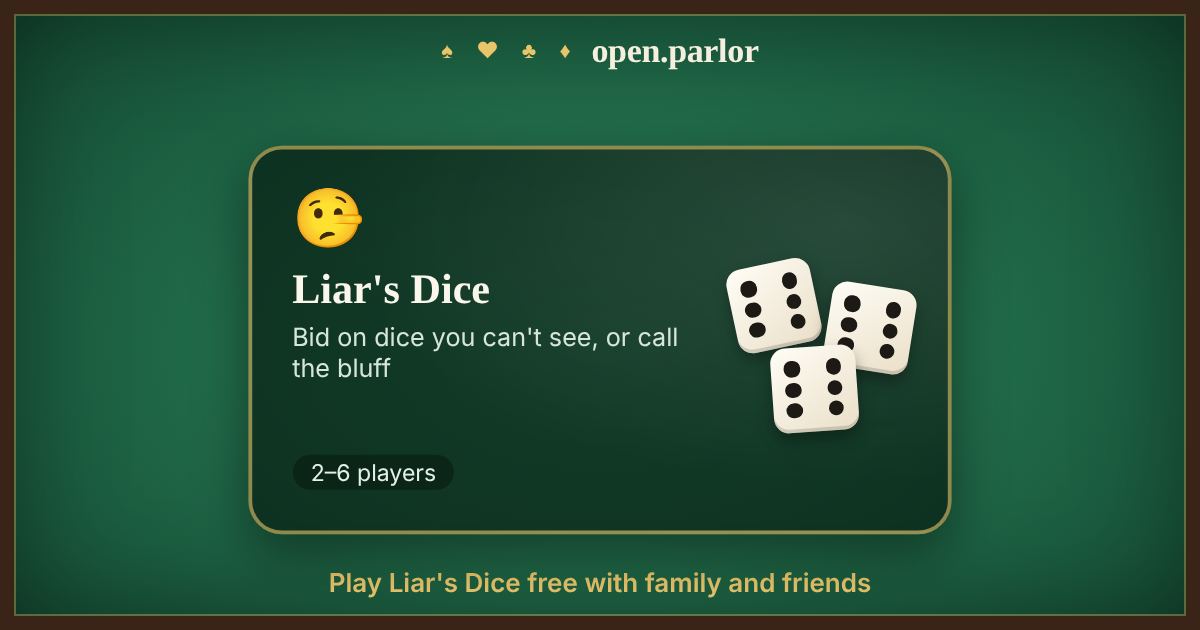 ♠ ♥ ♣ ♦ open.parlor
Liar's Dice
Bid on dice you can't see, or call
the bluff
2–6 players
Play Liar's Dice free with family and friends